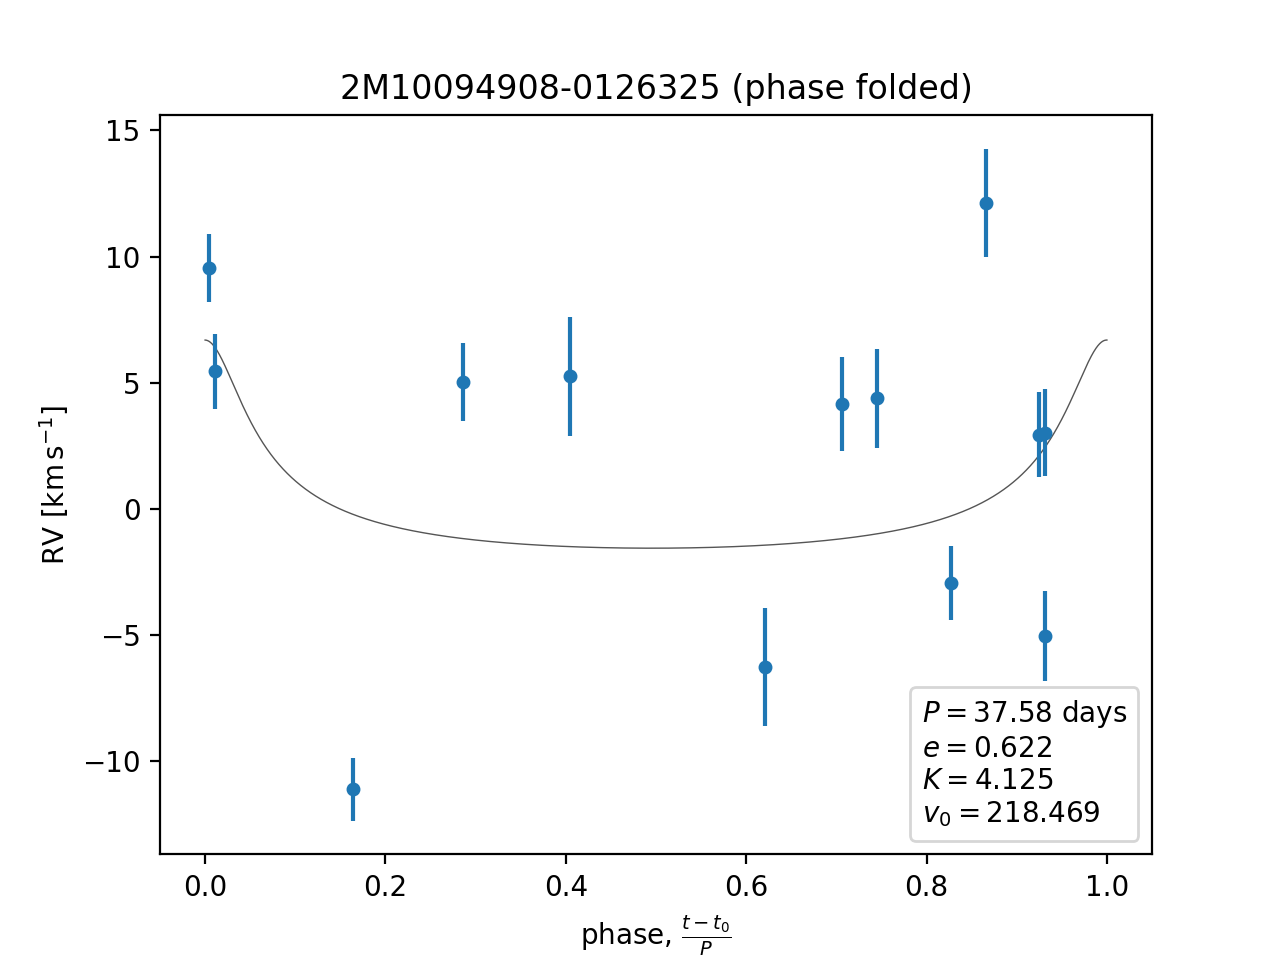 2M10094908-0126325 (phase folded)
15
10
5
0
−5
−10
RV [km s⁻¹]
P = 37.58 days
e = 0.622
K = 4.125
v₀ = 218.469
0.0 0.2 0.4 0.6 0.8 1.0
phase, (t − t₀)/P